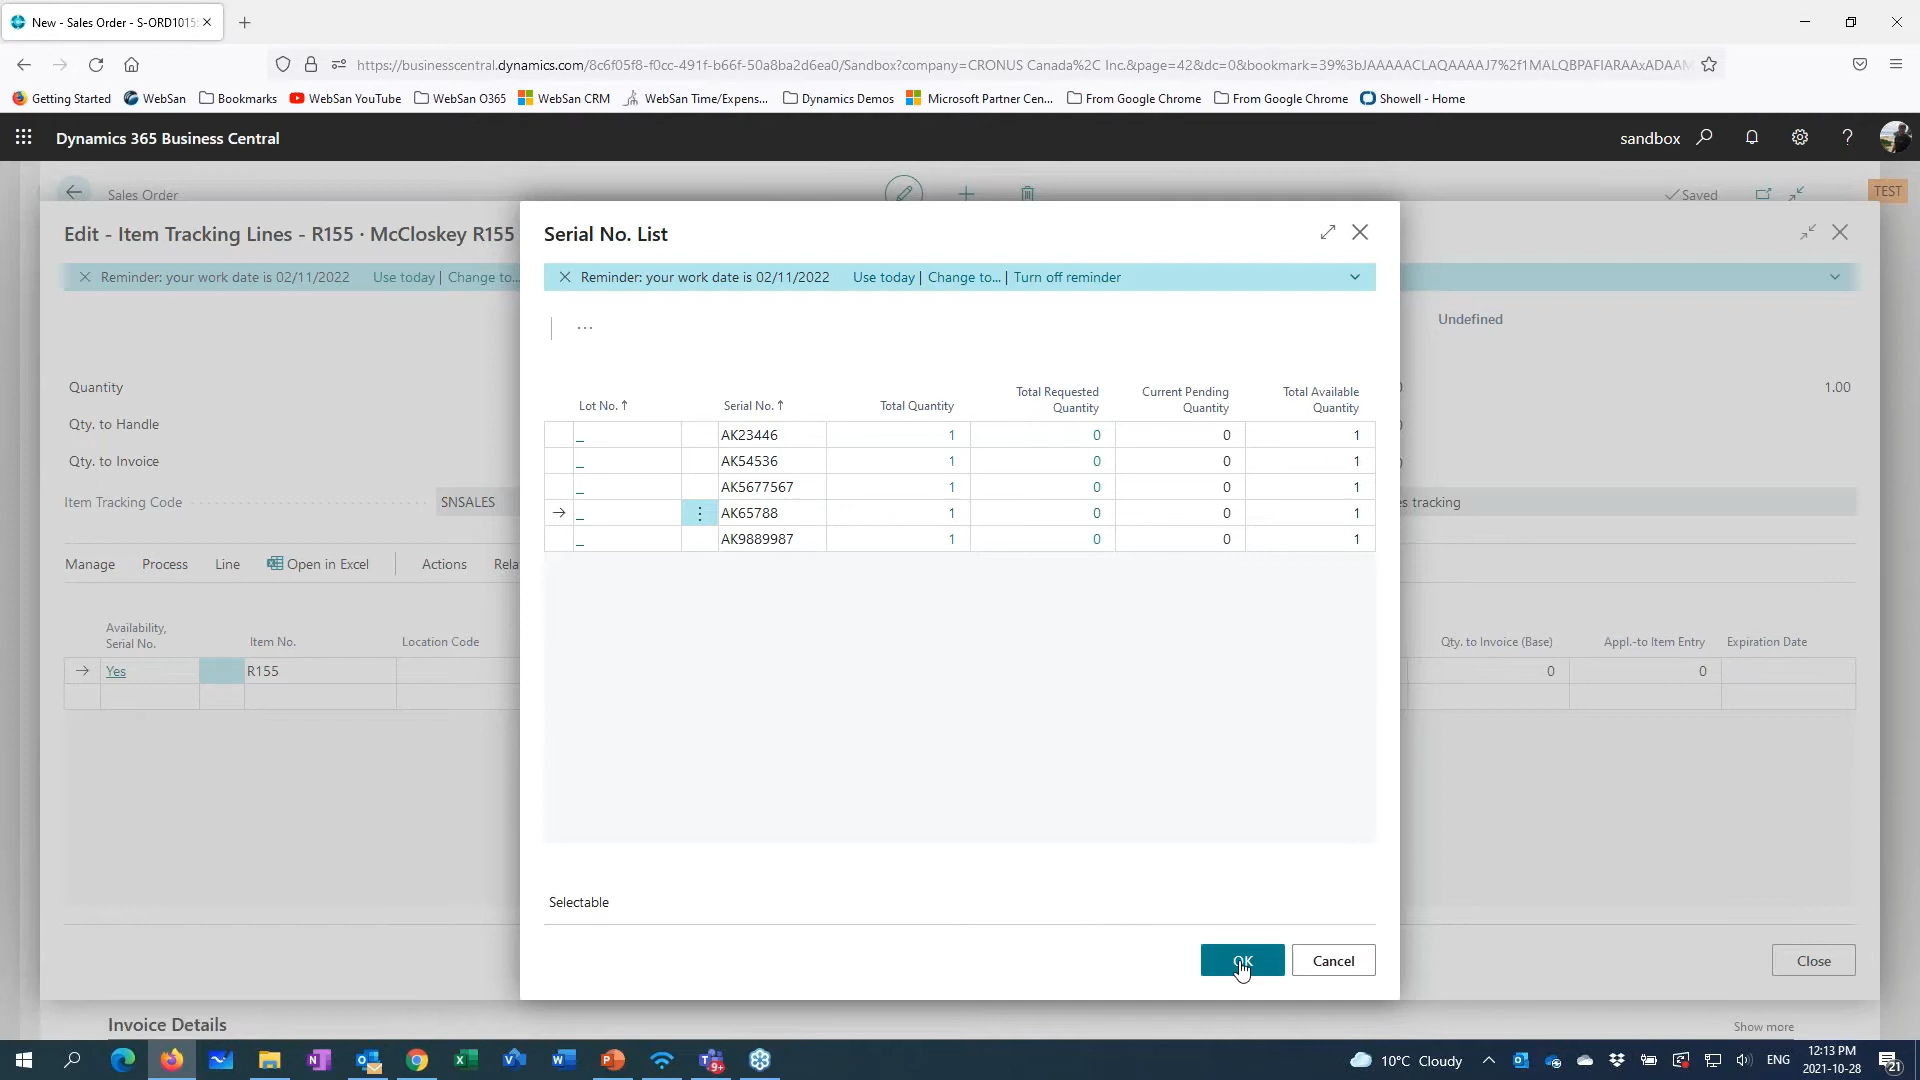 New - Sales Order - S-ORD1015
https://businesscentral.dynamics.com/8c6f05f8-f0cc-491f-b66f-50a8ba2d6ea0/Sandbox?company=CRONUS Canada%2C Inc.&page=42&dc=0&bookmark=39%3bJAAAAACLAQAAAAJ7%2f1MALQBPAFIARAAxADAAM
Getting Started
WebSan
Bookmarks
WebSan YouTube
WebSan O365
WebSan CRM
WebSan Time/Expens...
Dynamics Demos
Microsoft Partner Cen...
From Google Chrome
From Google Chrome
Showell - Home
Dynamics 365 Business Central
sandbox
Sales Order
Saved
TEST
Edit - Item Tracking Lines - R155 · McCloskey R155
Reminder: your work date is 02/11/2022 Use today | Change to...
Undefined
Quantity
1.00
Qty. to Handle
Qty. to Invoice
Item Tracking Code
SNSALES
tracking
Manage Process Line Open in Excel Actions Rela
Availability, Serial No.
Item No.
Location Code
Qty. to Invoice (Base)
Appl.-to Item Entry
Expiration Date
Yes R155 0 0
Close
Invoice Details
Show more
Serial No. List
Reminder: your work date is 02/11/2022 Use today | Change to... | Turn off reminder
...
Lot No. ↑ Serial No. ↑ Total Quantity Total Requested Quantity Current Pending Quantity Total Available Quantity
_ AK23446 1 0 0 1
_ AK54536 1 0 0 1
_ AK5677567 1 0 0 1
_ AK65788 1 0 0 1
_ AK9889987 1 0 0 1
Selectable
OK
Cancel
10°C Cloudy
ENG
12:13 PM
2021-10-28
21
9+